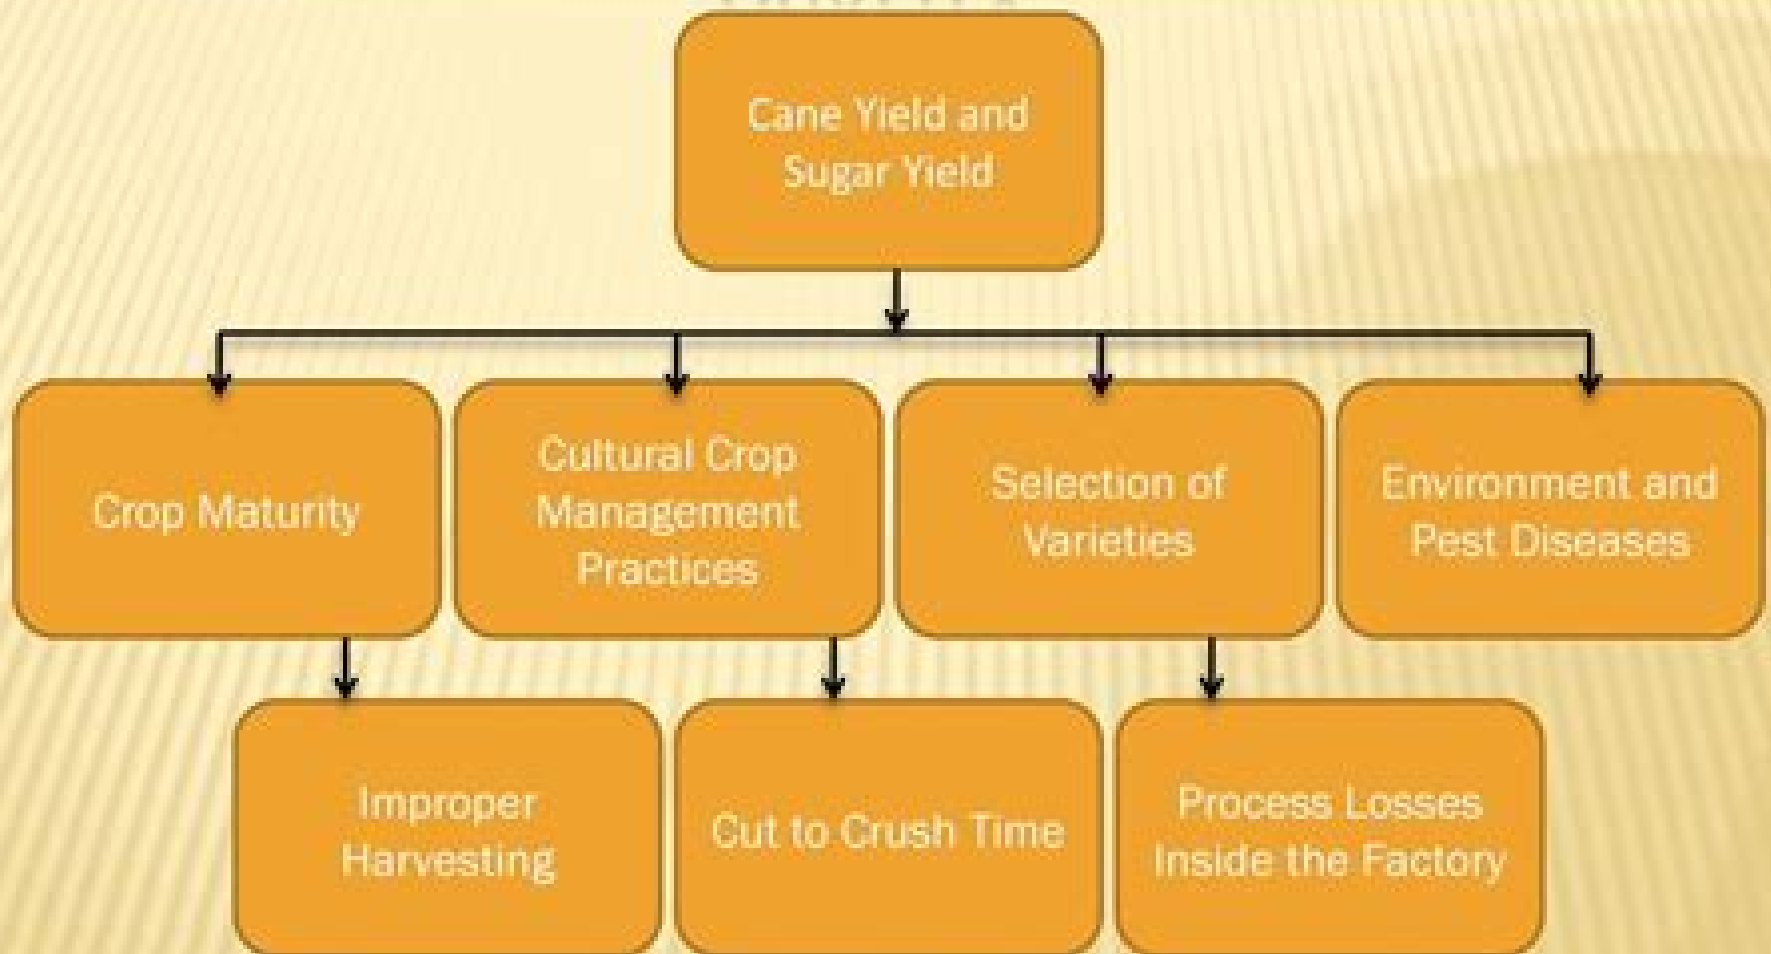 Cane Yield and
Sugar Yield
Crop Maturity
Cultural Crop
Management
Practices
Selection of
Varieties
Environment and
Pest Diseases
Improper
Harvesting
Cut to Crush Time
Process Losses
Inside the Factory